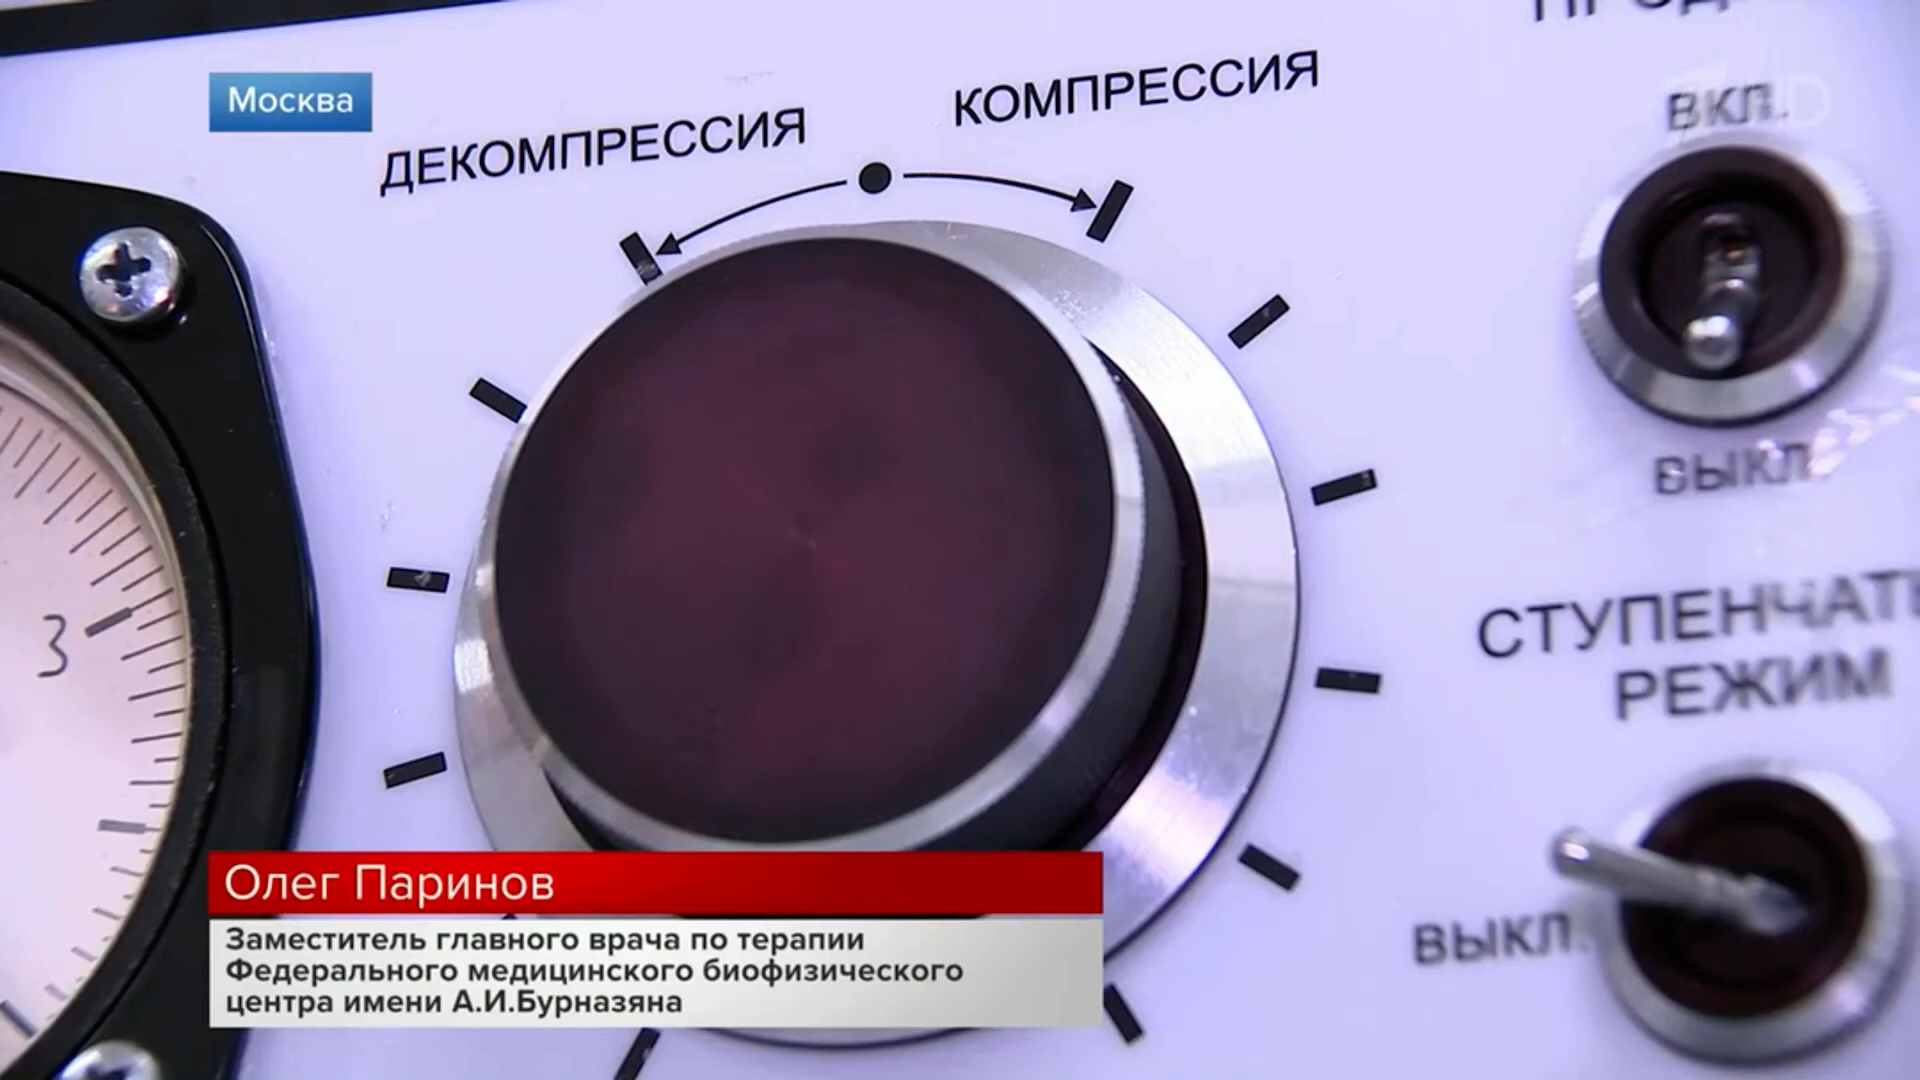 Москва
ДЕКОМПРЕССИЯ
КОМПРЕССИЯ
ВКЛ.
ВЫКЛ.
3
РЕЖИМ
ВЫКЛ.
Олег Паринов
Заместитель главного врача по терапии
Федерального медицинского биофизического
центра имени А.И.Бурназяна